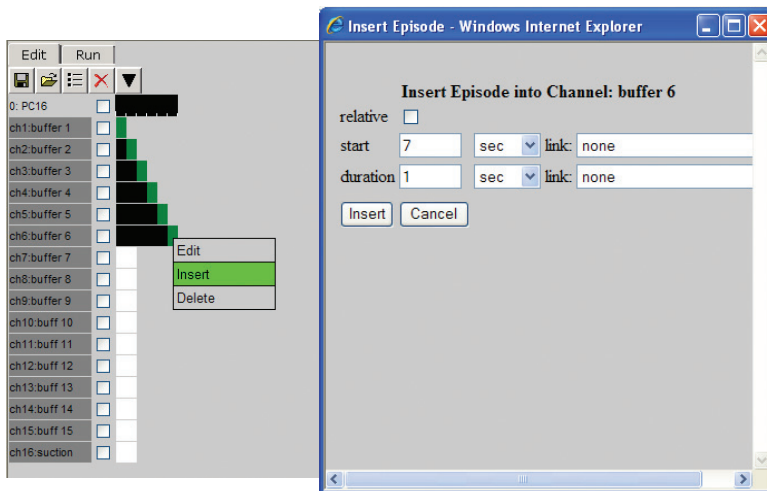 Edit Run
0: PC16
ch1:buffer 1
ch2:buffer 2
ch3:buffer 3
ch4:buffer 4
ch5:buffer 5
ch6:buffer 6
ch7:buffer 7
ch8:buffer 8
ch9:buffer 9
ch10:buff 10
ch11:buff 11
ch12:buff 12
ch13:buff 13
ch14:buff 14
ch15:buff 15
ch16:suction
Edit
Insert
Delete
Insert Episode - Windows Internet Explorer
Insert Episode into Channel: buffer 6
relative
start 7 sec link: none
duration 1 sec link: none
Insert Cancel